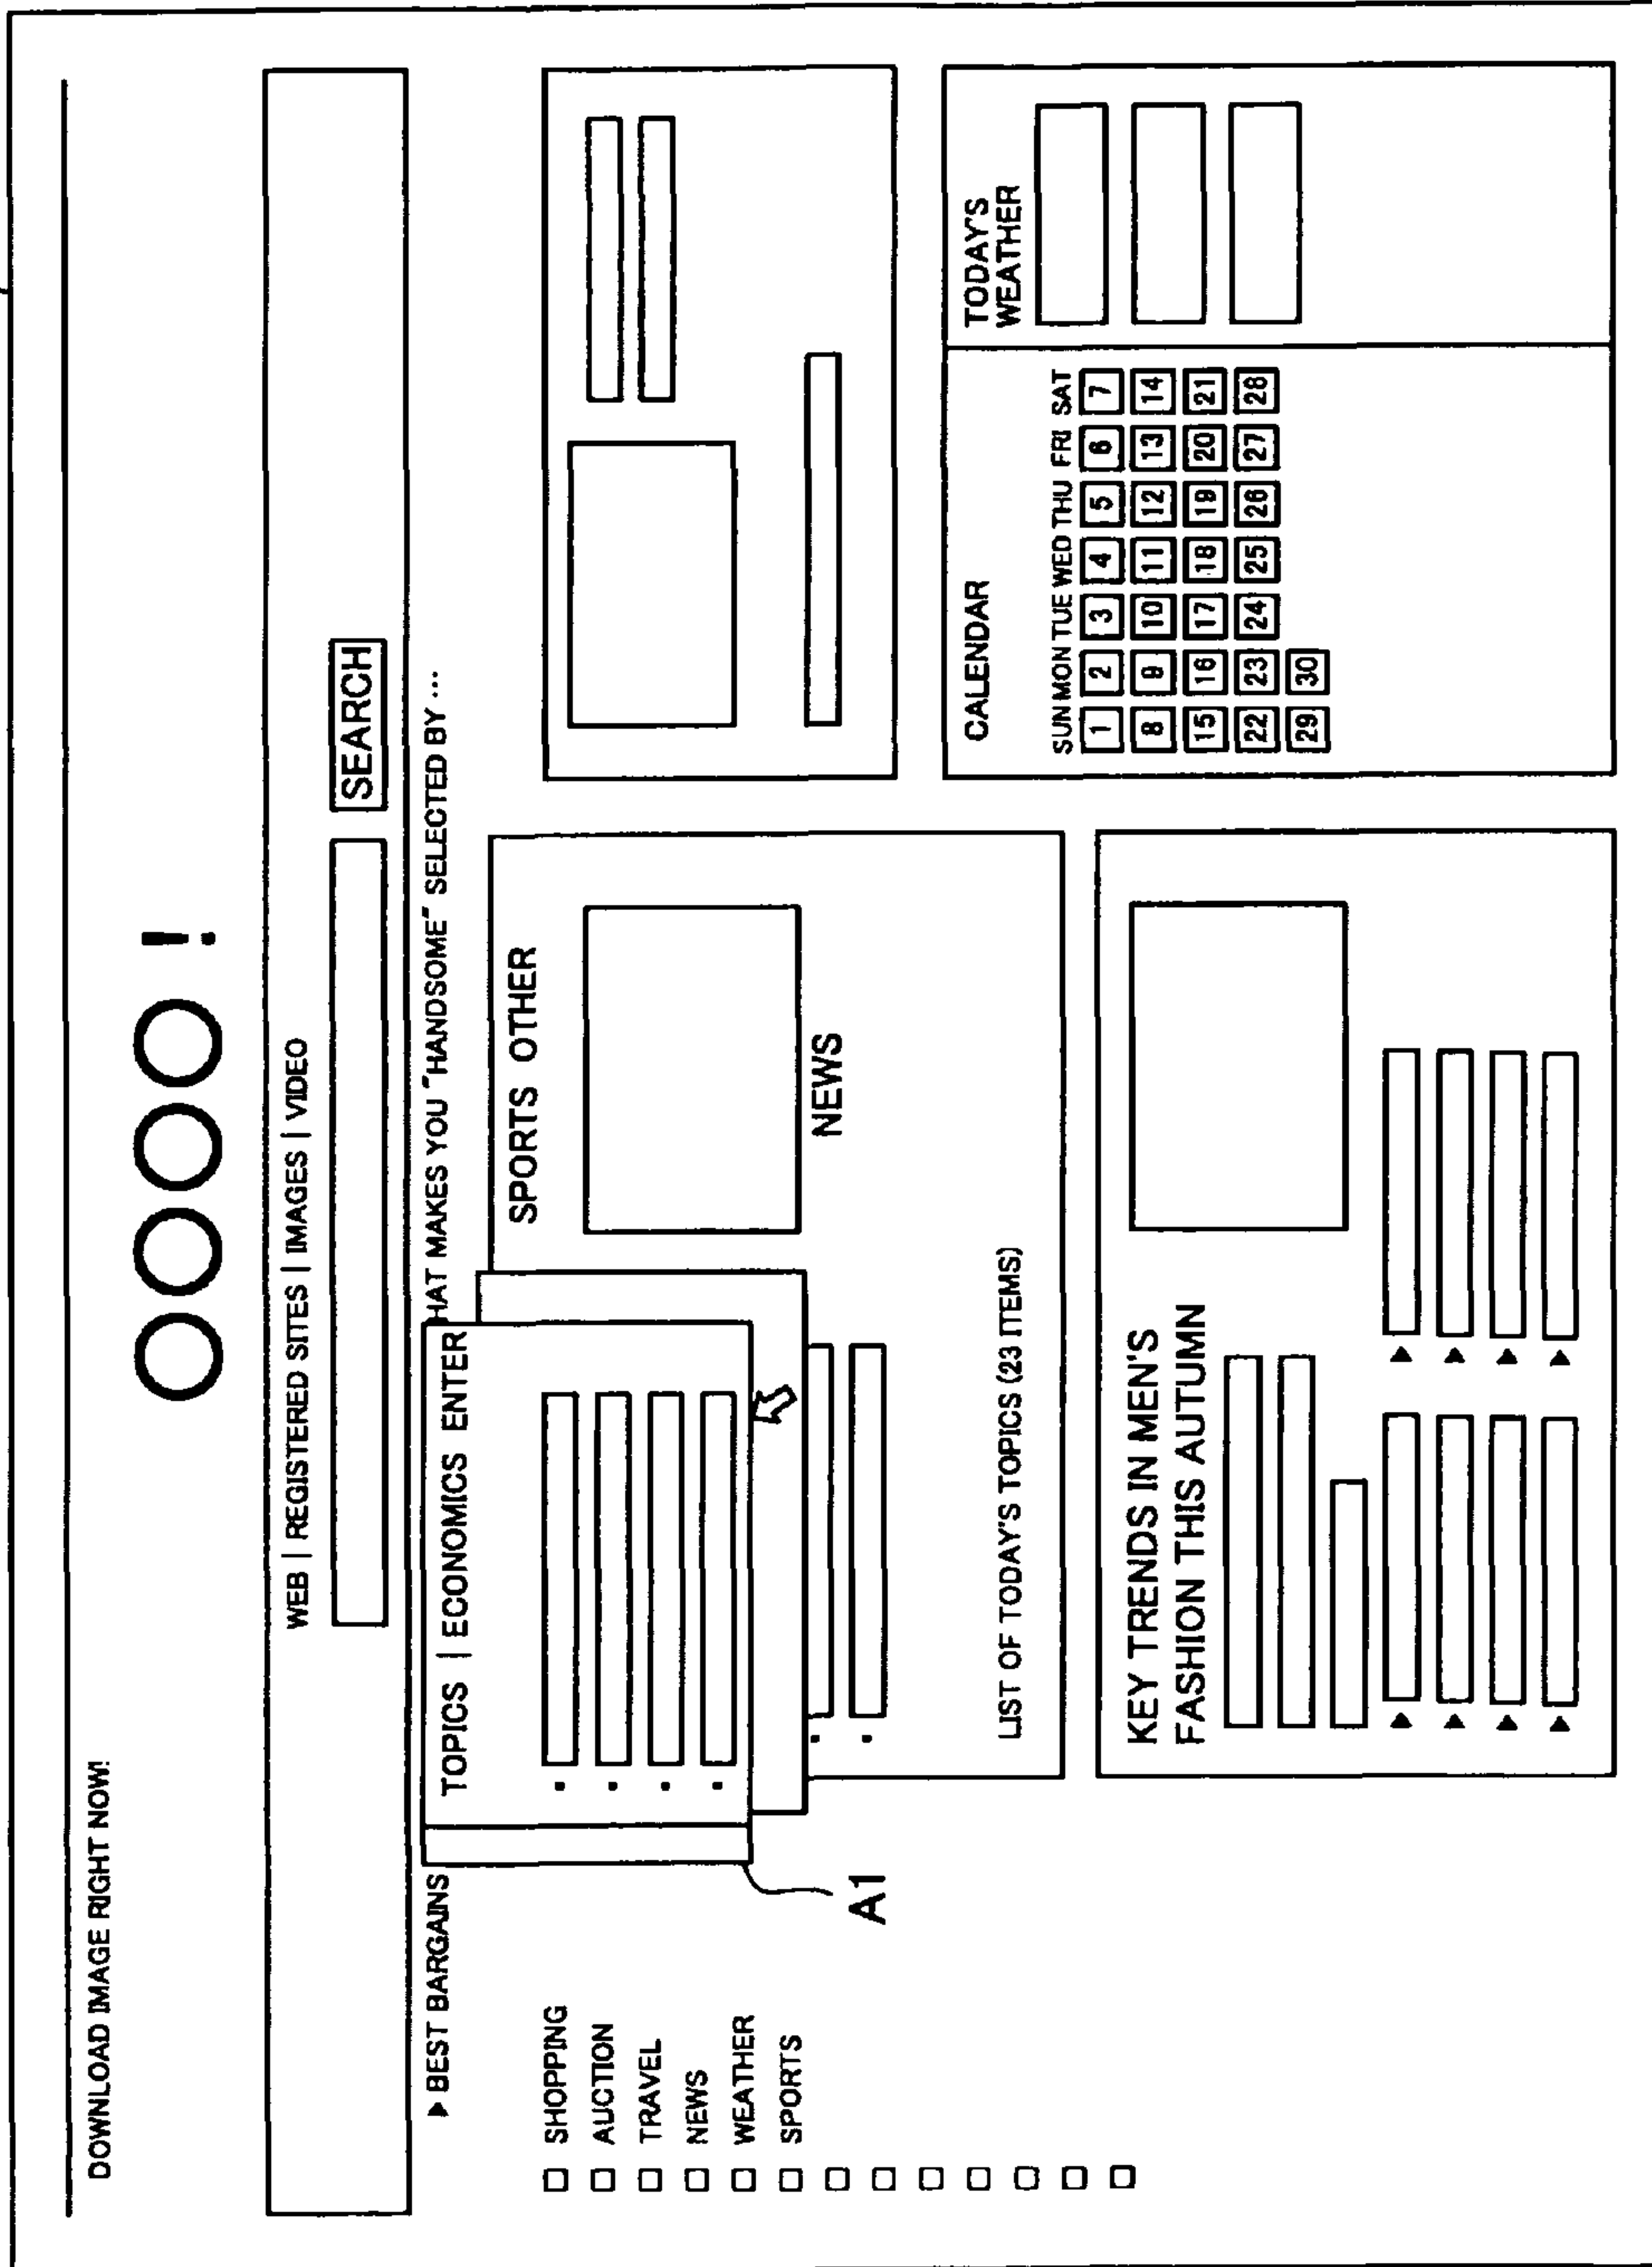 DOWNLOAD IMAGE RIGHT NOW!
○○○○!
WEB | REGISTERED SITES | IMAGES | VIDEO
SEARCH
▶ BEST BARGAINS HAT MAKES YOU "HANDSOME" SELECTED BY ...
TOPICS | ECONOMICS ENTER
SPORTS OTHER
NEWS
LIST OF TODAY'S TOPICS (23 ITEMS)
A1
SHOPPING
AUCTION
TRAVEL
NEWS
WEATHER
SPORTS
KEY TRENDS IN MEN'S
FASHION THIS AUTUMN
CALENDAR
SUN MON TUE WED THU FRI SAT
1 2 3 4 5 6 7
8 9 10 11 12 13 14
15 16 17 18 19 20 21
22 23 24 25 26 27 28
29 30
TODAY'S
WEATHER